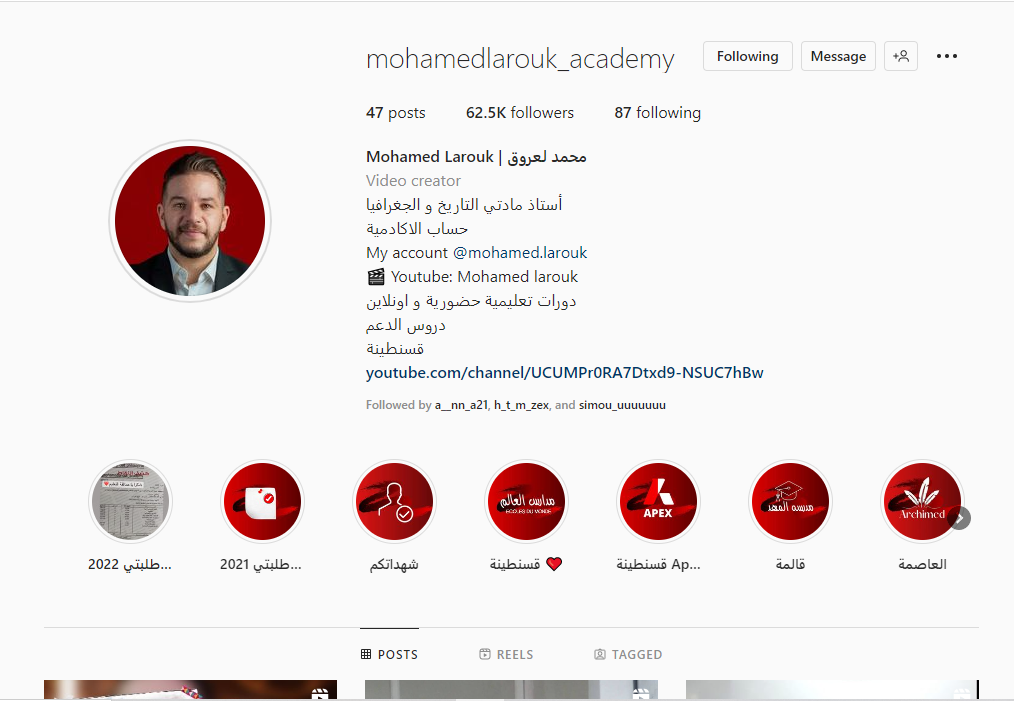 mohamedlarouk_academy
Following
Message
47 posts
62.5K followers
87 following
Mohamed Larouk | محمد لعروق
Video creator
أستاذ مادتي التاريخ و الجغرافيا
حساب الاكادمية
My account @mohamed.larouk
🎬 Youtube: Mohamed larouk
دورات تعليمية حضورية و اونلاين
دروس الدعم
قسنطينة
youtube.com/channel/UCUMPr0RA7Dtxd9-NSUC7hBw
Followed by a__nn_a21, h_t_m_zex, and simou_uuuuuuu
مدارس العالم
ECOLES DU MONDE
APEX
مدرسة المهد
Archimed
طلبتي 2022...
طلبتي 2021...
شهداتكم
قسنطينة ❤️
قسنطينة Ap...
قالمة
العاصمة
POSTS
REELS
TAGGED